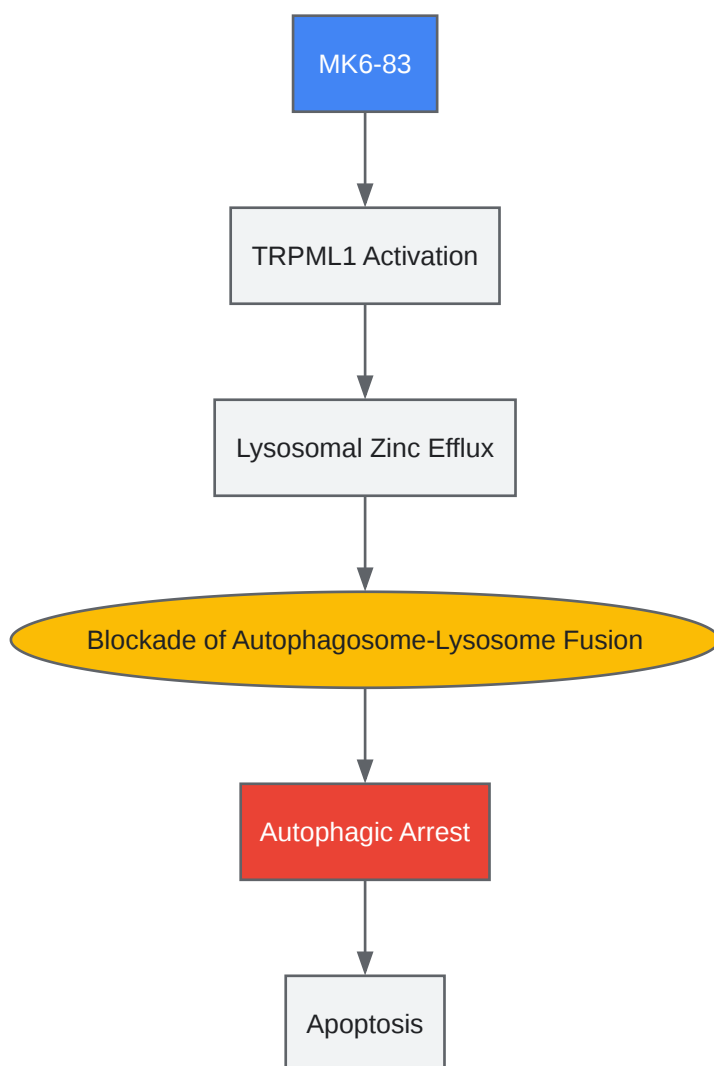 MK6-83
TRPML1 Activation
Lysosomal Zinc Efflux
Blockade of Autophagosome-Lysosome Fusion
Autophagic Arrest
Apoptosis